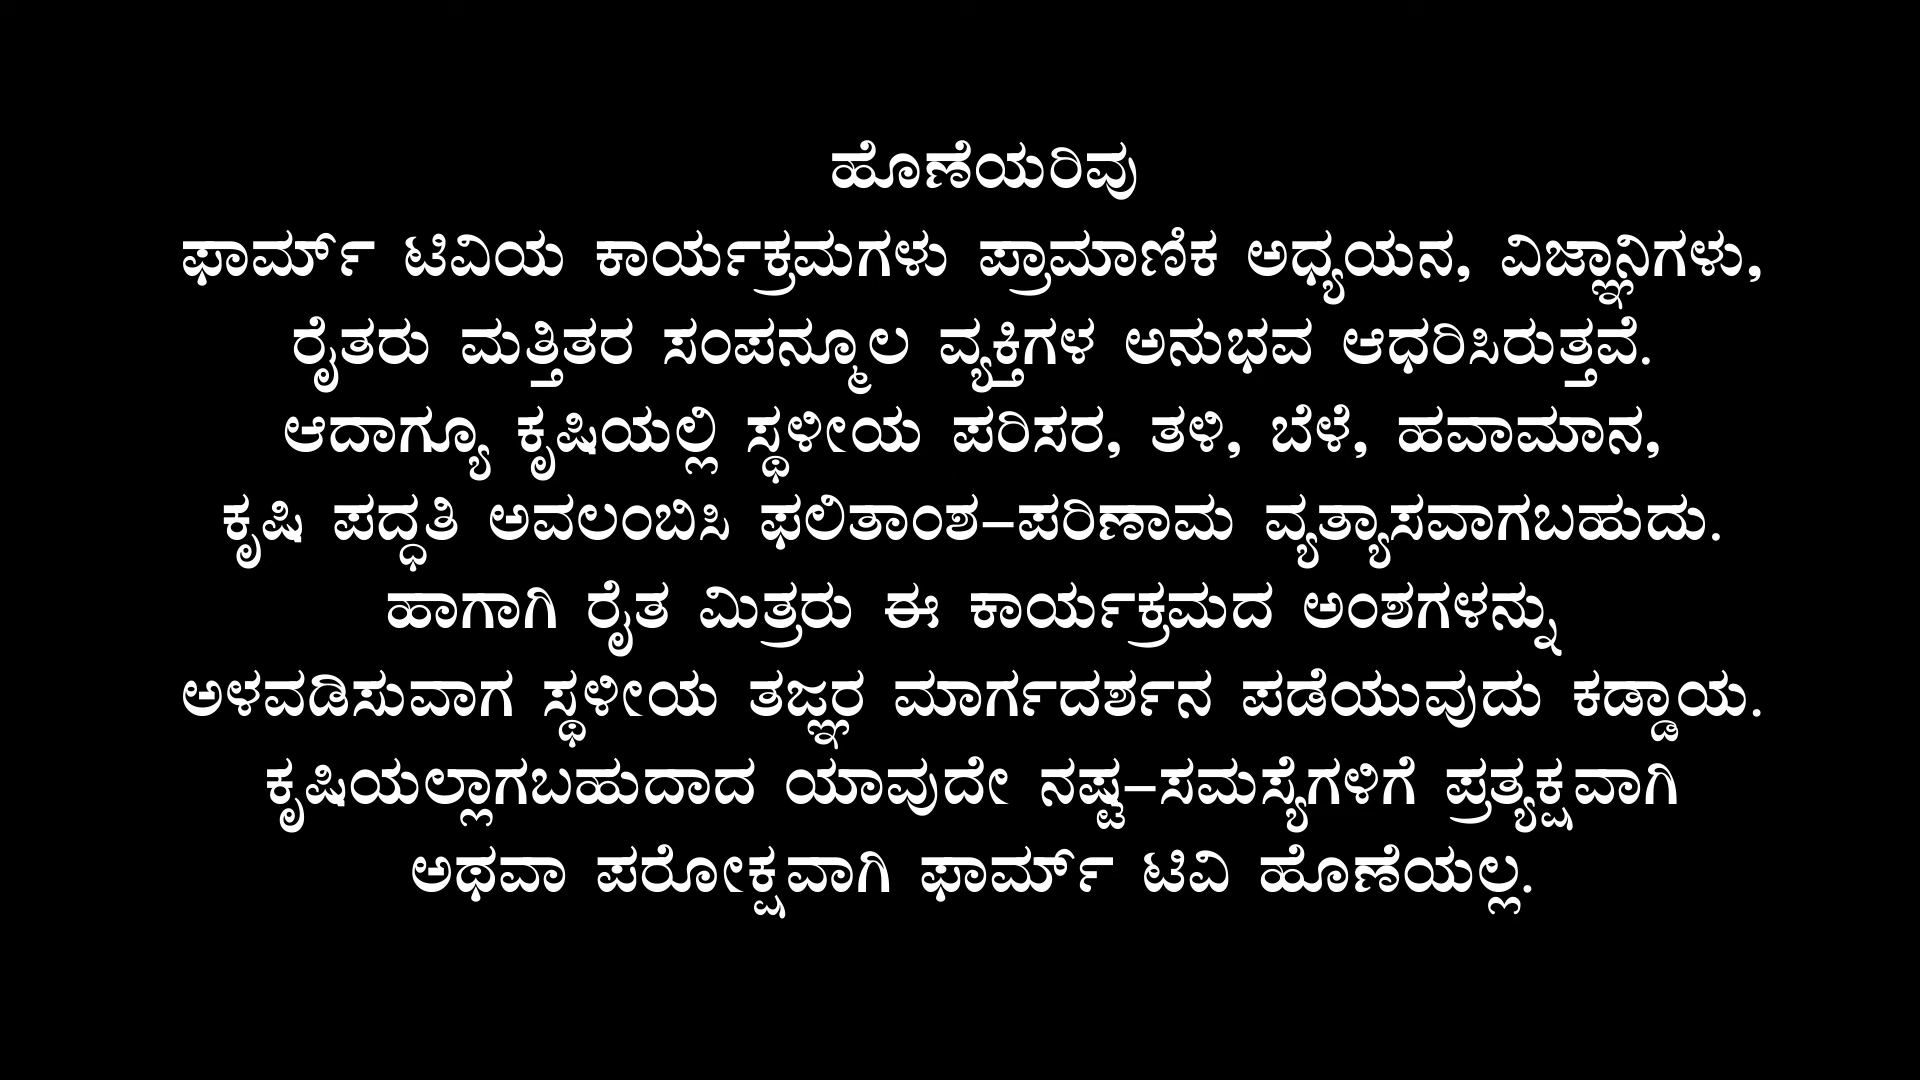 ಹೊಣೆಯರಿವು
ಫಾರ್ಮ್ ಟಿವಿಯ ಕಾರ್ಯಕ್ರಮಗಳು ಪ್ರಾಮಾಣಿಕ ಅಧ್ಯಯನ, ವಿಜ್ಞಾನಿಗಳು,
ರೈತರು ಮತ್ತಿತರ ಸಂಪನ್ಮೂಲ ವ್ಯಕ್ತಿಗಳ ಅನುಭವ ಆಧರಿಸಿರುತ್ತವೆ.
ಆದಾಗ್ಯೂ ಕೃಷಿಯಲ್ಲಿ ಸ್ಥಳೀಯ ಪರಿಸರ, ತಳಿ, ಬೆಳೆ, ಹವಾಮಾನ,
ಕೃಷಿ ಪದ್ಧತಿ ಅವಲಂಬಿಸಿ ಫಲಿತಾಂಶ–ಪರಿಣಾಮ ವ್ಯತ್ಯಾಸವಾಗಬಹುದು.
ಹಾಗಾಗಿ ರೈತ ಮಿತ್ರರು ಈ ಕಾರ್ಯಕ್ರಮದ ಅಂಶಗಳನ್ನು
ಅಳವಡಿಸುವಾಗ ಸ್ಥಳೀಯ ತಜ್ಞರ ಮಾರ್ಗದರ್ಶನ ಪಡೆಯುವುದು ಕಡ್ಡಾಯ.
ಕೃಷಿಯಲ್ಲಾಗಬಹುದಾದ ಯಾವುದೇ ನಷ್ಟ–ಸಮಸ್ಯೆಗಳಿಗೆ ಪ್ರತ್ಯಕ್ಷವಾಗಿ
ಅಥವಾ ಪರೋಕ್ಷವಾಗಿ ಫಾರ್ಮ್ ಟಿವಿ ಹೊಣೆಯಲ್ಲ.